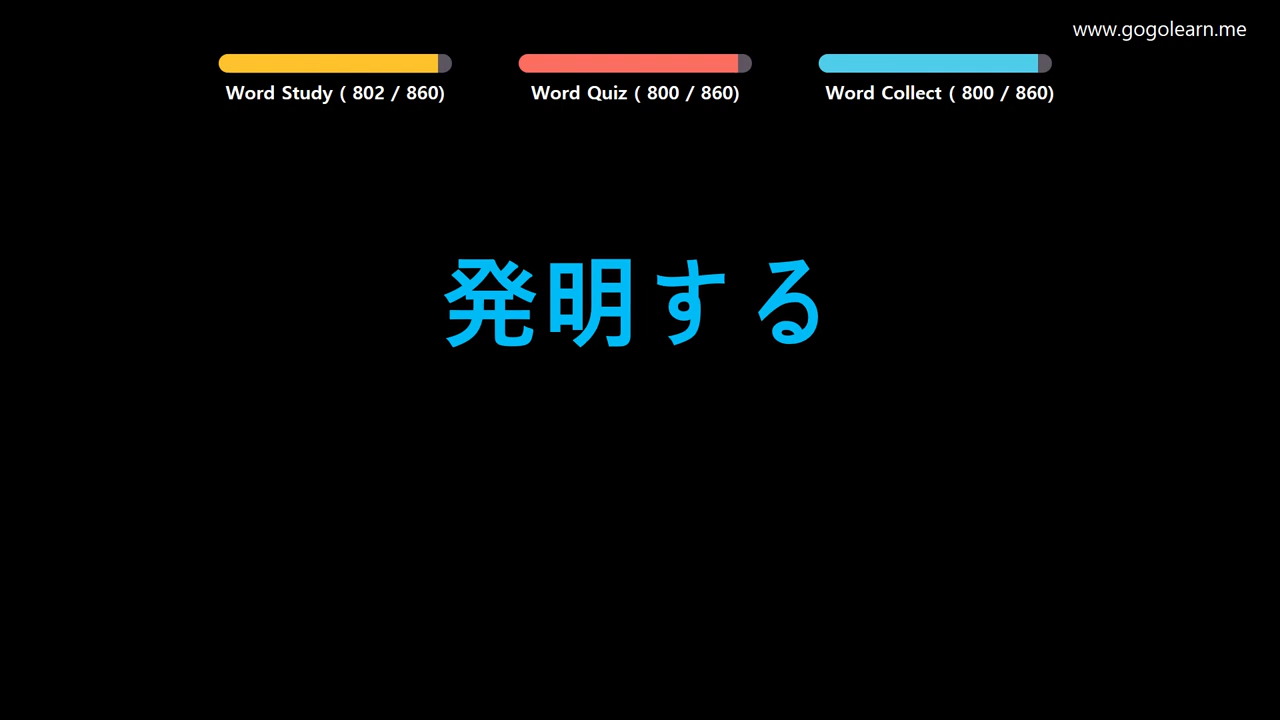 www.gogolearn.me
Word Study ( 802 / 860)
Word Quiz ( 800 / 860)
Word Collect ( 800 / 860)
発明する